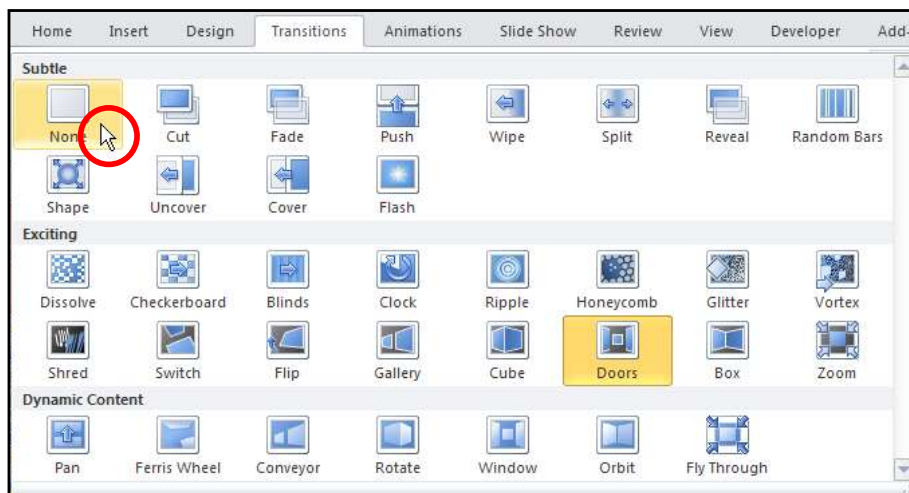 Home Insert Design Transitions Animations Slide Show Review View Developer Add-
Subtle
None Cut Fade Push Wipe Split Reveal Random Bars
Shape Uncover Cover Flash
Exciting
Dissolve Checkerboard Blinds Clock Ripple Honeycomb Glitter Vortex
Shred Switch Flip Gallery Cube Doors Box Zoom
Dynamic Content
Pan Ferris Wheel Conveyor Rotate Window Orbit Fly Through